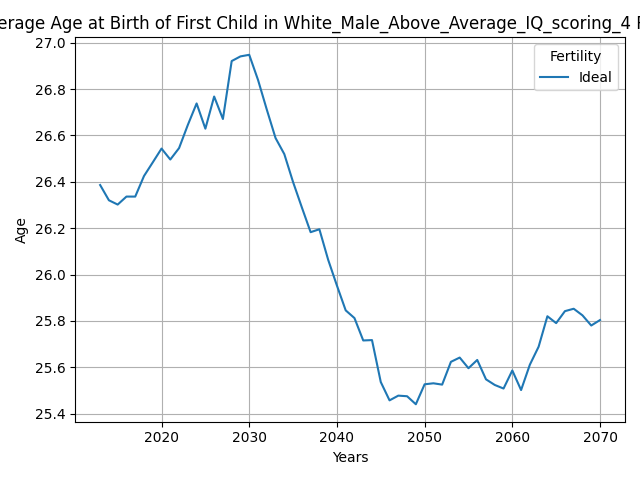 erage Age at Birth of First Child in White_Male_Above_Average_IQ_scoring_4
27.0
26.8
26.6
26.4
26.2
26.0
25.8
25.6
25.4
Age
Fertility
Ideal
2020 2030 2040 2050 2060 2070
Years